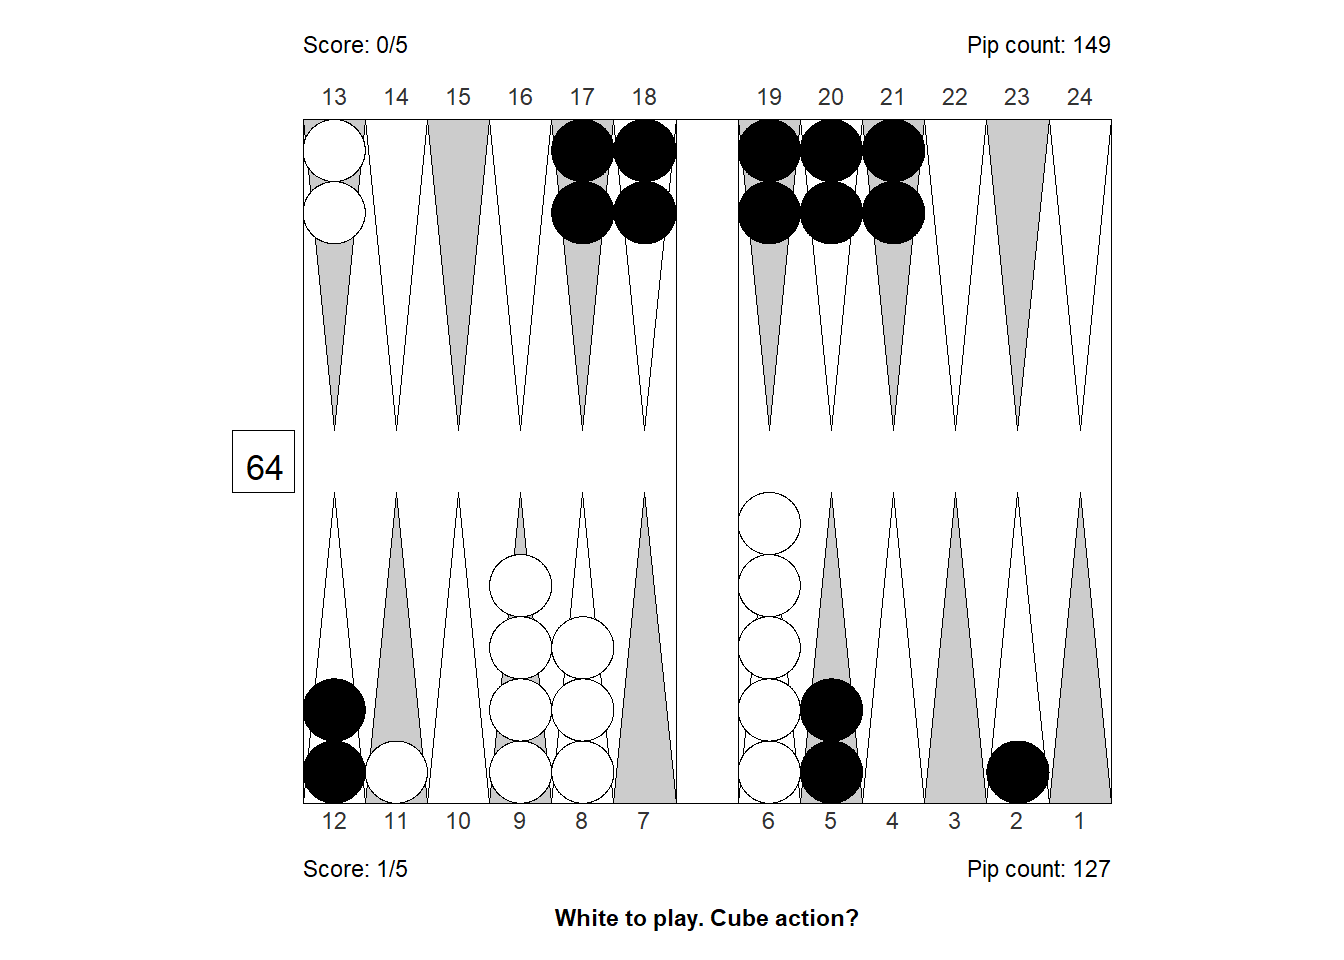 Score: 0/5 Pip count: 149
13 14 15 16 17 18 19 20 21 22 23 24
64
12 11 10 9 8 7 6 5 4 3 2 1
Score: 1/5 Pip count: 127
White to play. Cube action?